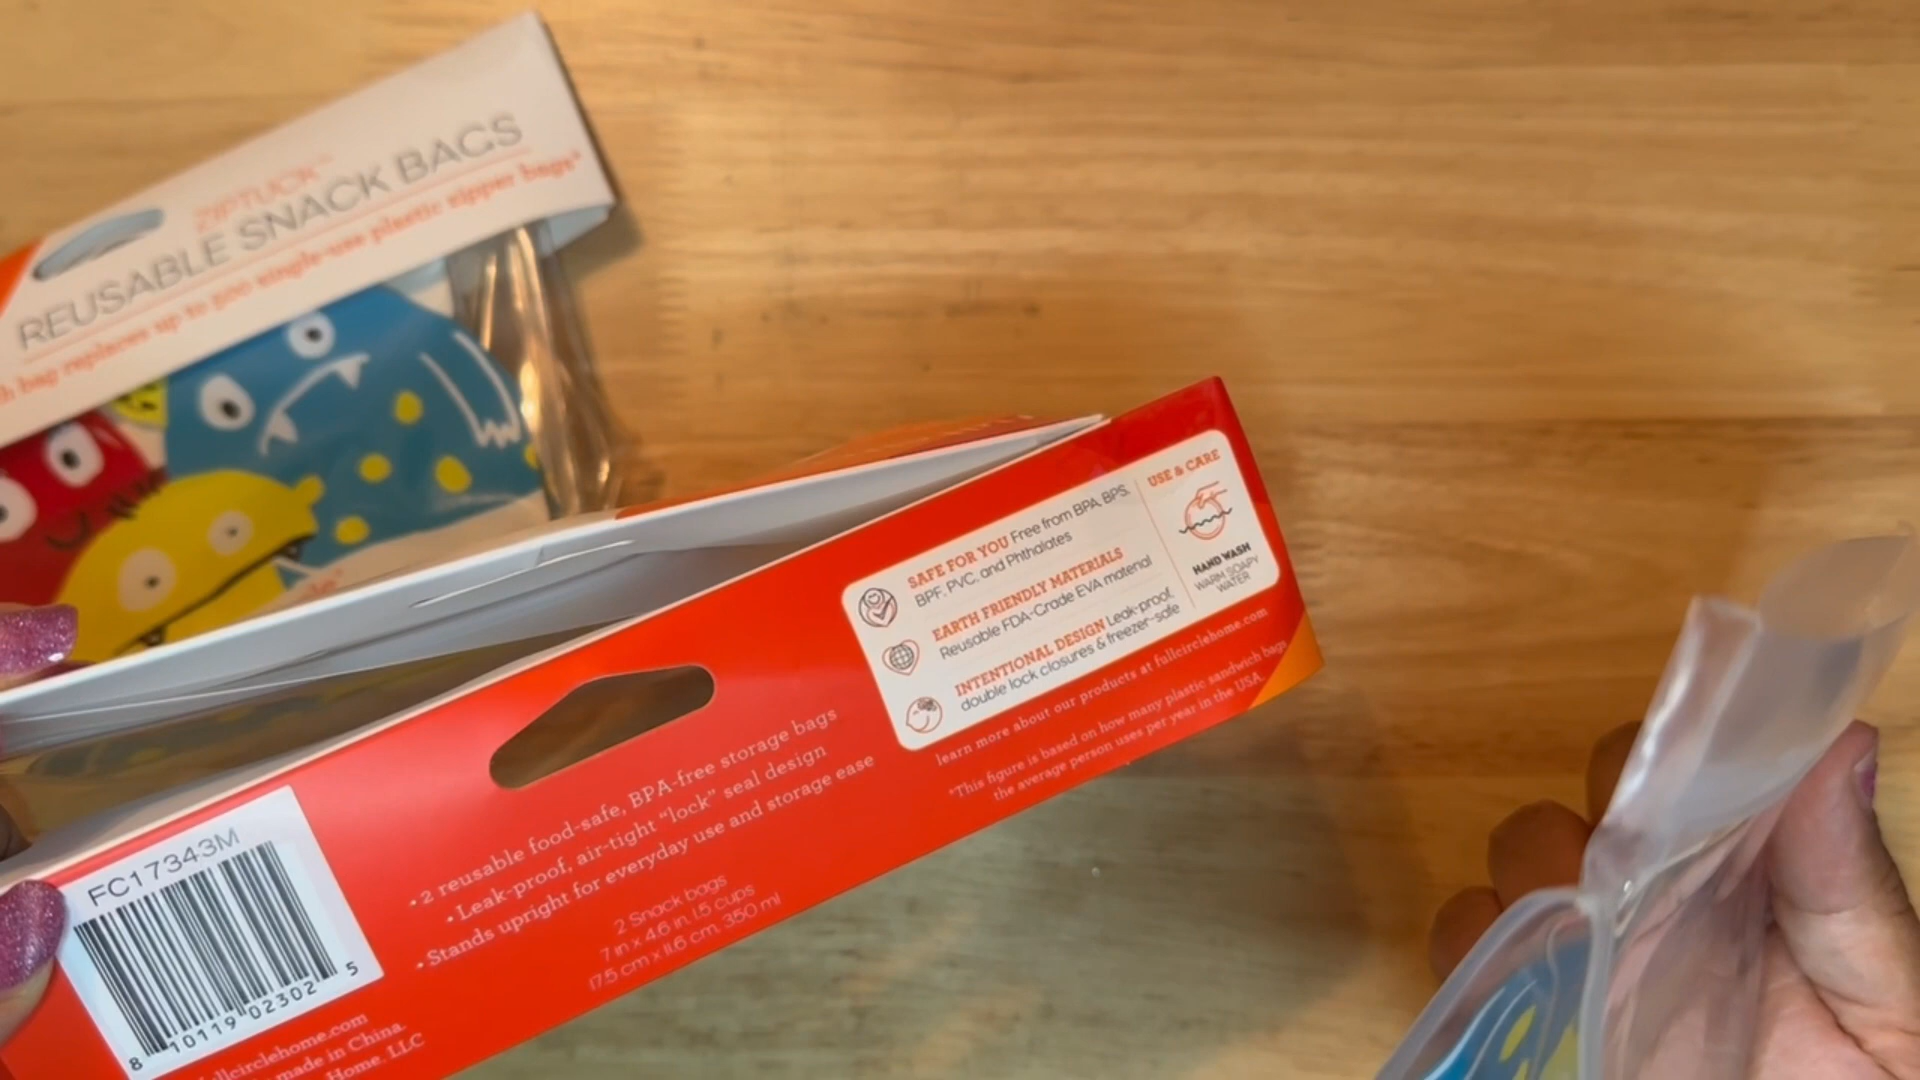 ZIPTUCK™
REUSABLE SNACK BAGS
bag replaces up to 300 single-use plastic zipper bags*
SAFE FOR YOU Free from BPA, BPS,
BPF, PVC, and Phthalates
EARTH FRIENDLY MATERIALS
Reusable FDA-Grade EVA material
INTENTIONAL DESIGN Leak-proof,
double lock closures & freezer-safe
USE & CARE
HAND WASH
WARM SOAPY
WATER
learn more about our products at fullcirclehome.com
*This figure is based on how many plastic sandwich bags
the average person uses per year in the USA.
• 2 reusable food-safe, BPA-free storage bags
• Leak-proof, air-tight "lock" seal design
• Stands upright for everyday use and storage ease
2 Snack bags
7 in x 4.6 in, 1.5 cups
17.5 cm x 11.6 cm, 350 ml
FC17343M
8 10119 02302 5
made in China.
Home, LLC